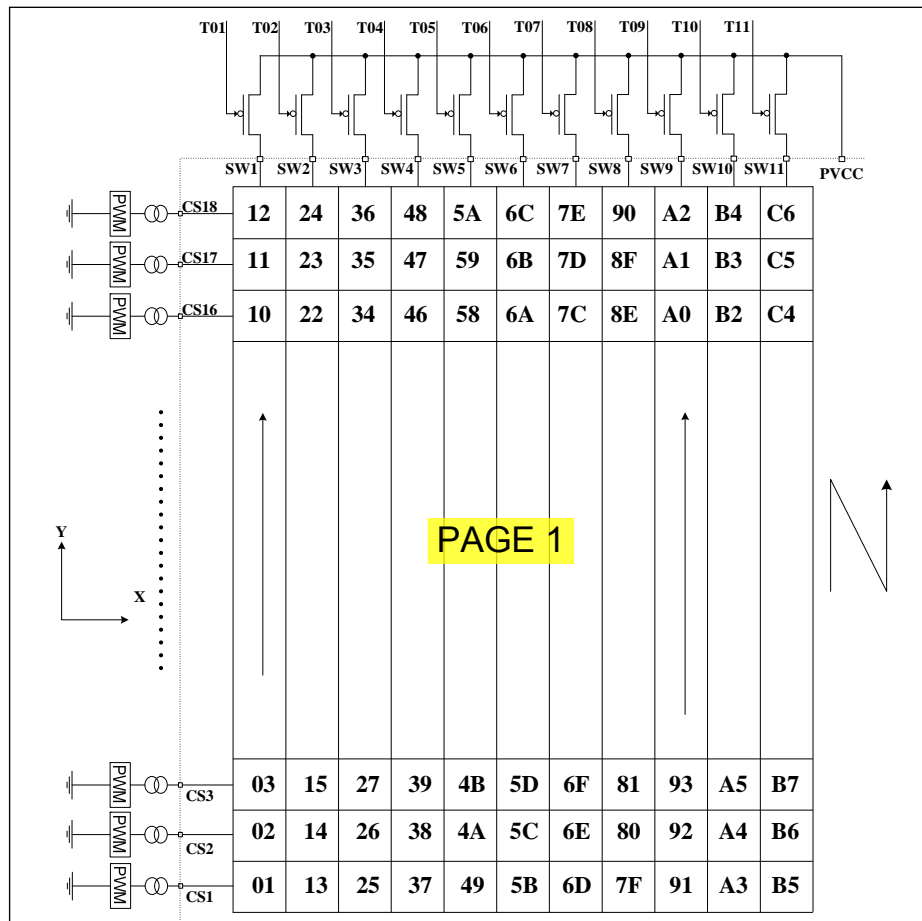 T01 T02 T03 T04 T05 T06 T07 T08 T09 T10 T11
SW1 SW2 SW3 SW4 SW5 SW6 SW7 SW8 SW9 SW10 SW11 PVCC
PWM CS18 12 24 36 48 5A 6C 7E 90 A2 B4 C6
PWM CS17 11 23 35 47 59 6B 7D 8F A1 B3 C5
PWM CS16 10 22 34 46 58 6A 7C 8E A0 B2 C4
PAGE 1
Y
X
PWM CS3 03 15 27 39 4B 5D 6F 81 93 A5 B7
PWM CS2 02 14 26 38 4A 5C 6E 80 92 A4 B6
PWM CS1 01 13 25 37 49 5B 6D 7F 91 A3 B5